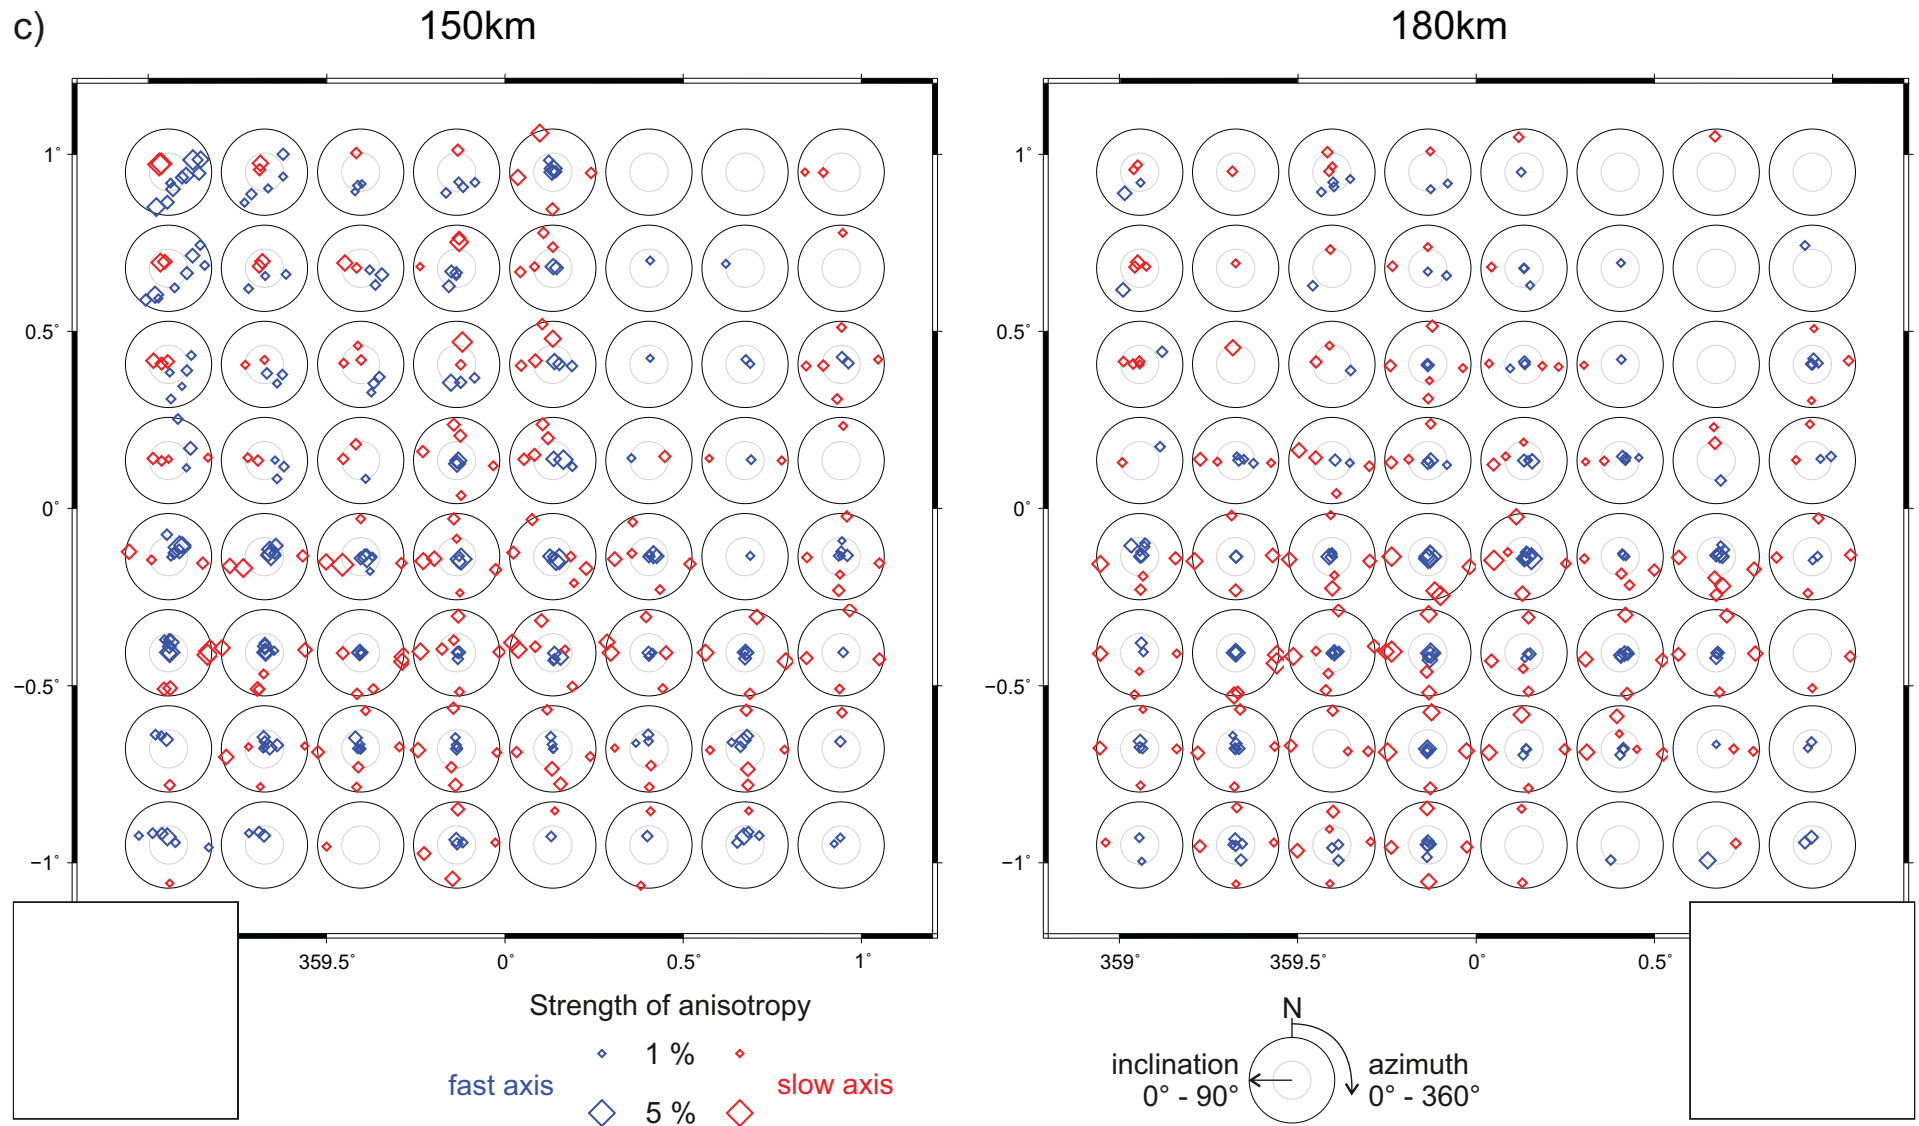 c)
150km
180km
1°
0.5°
0°
−0.5°
−1°
359.5°
0°
0.5°
1°
1°
0.5°
0°
−0.5°
−1°
359°
359.5°
0°
0.5°
Strength of anisotropy
1 %
fast axis
slow axis
5 %
N
inclination
0° - 90°
azimuth
0° - 360°